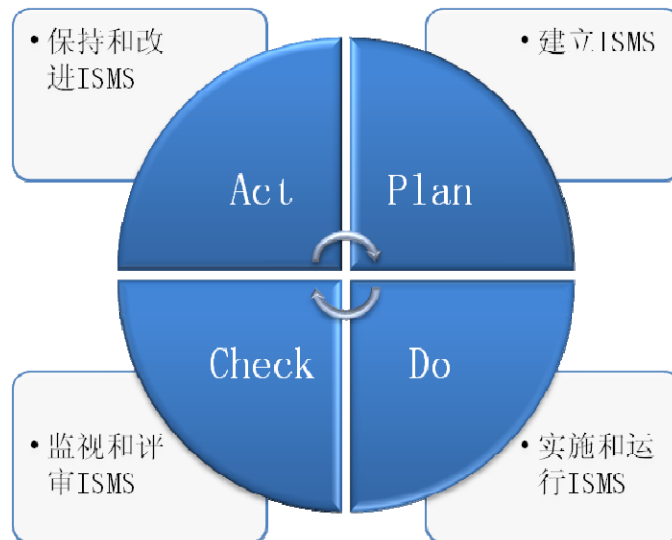 • 保持和改
进ISMS
• 建立ISMS
Act
Plan
Check
Do
• 监视和评
审ISMS
• 实施和运
行ISMS